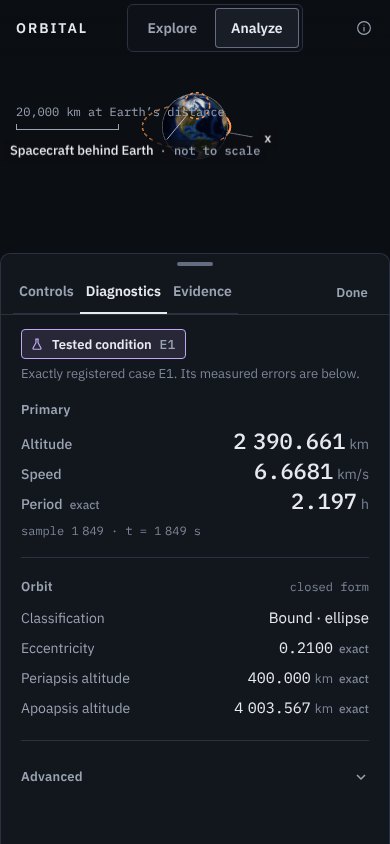 ORBITAL
Explore
Analyze
20,000 km at Earth's distance
x
Spacecraft behind Earth · not to scale
Controls Diagnostics Evidence Done
Tested condition E1
Exactly registered case E1. Its measured errors are below.
Primary
Altitude 2 390.661 km
Speed 6.6681 km/s
Period exact 2.197 h
sample 1 849 · t = 1 849 s
Orbit closed form
Classification Bound · ellipse
Eccentricity 0.2100 exact
Periapsis altitude 400.000 km exact
Apoapsis altitude 4 003.567 km exact
Advanced